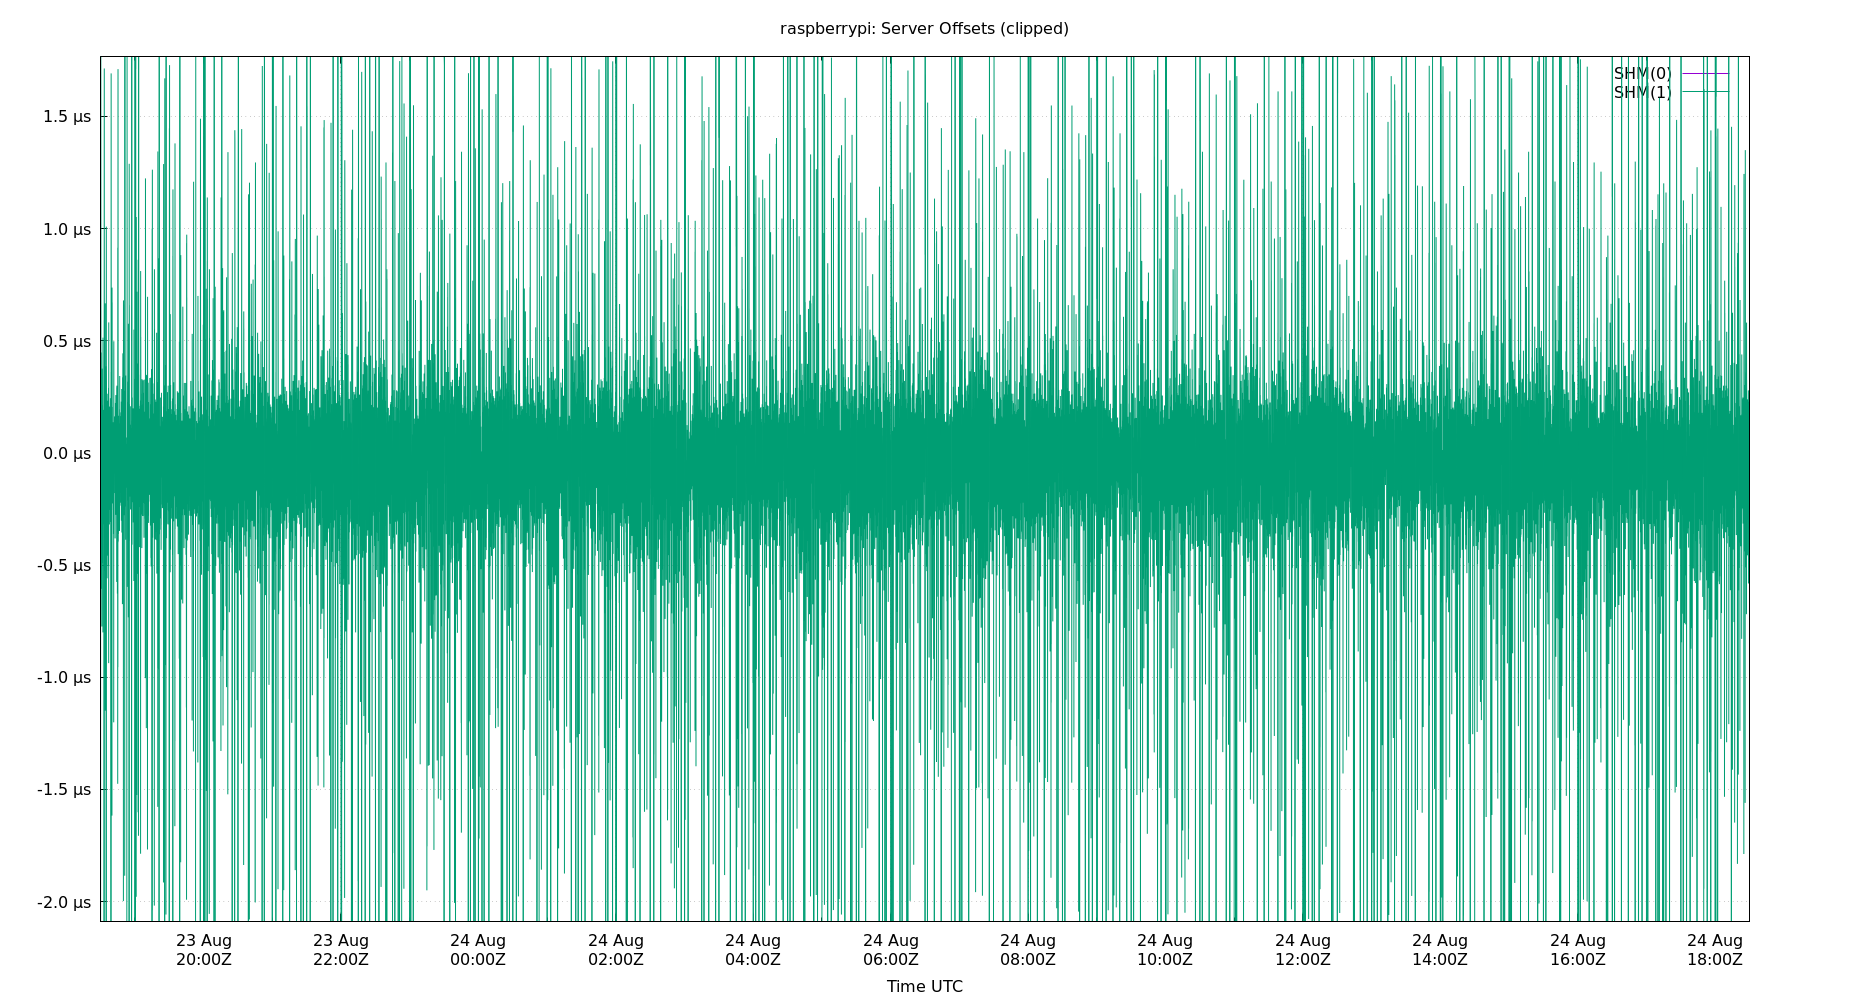 raspberrypi: Server Offsets (clipped)
SHM(0)
SHM(1)
1.5 µs
1.0 µs
0.5 µs
0.0 µs
-0.5 µs
-1.0 µs
-1.5 µs
-2.0 µs
23 Aug 23 Aug 24 Aug 24 Aug 24 Aug 24 Aug 24 Aug 24 Aug 24 Aug 24 Aug 24 Aug 24 Aug
20:00Z 22:00Z 00:00Z 02:00Z 04:00Z 06:00Z 08:00Z 10:00Z 12:00Z 14:00Z 16:00Z 18:00Z
Time UTC